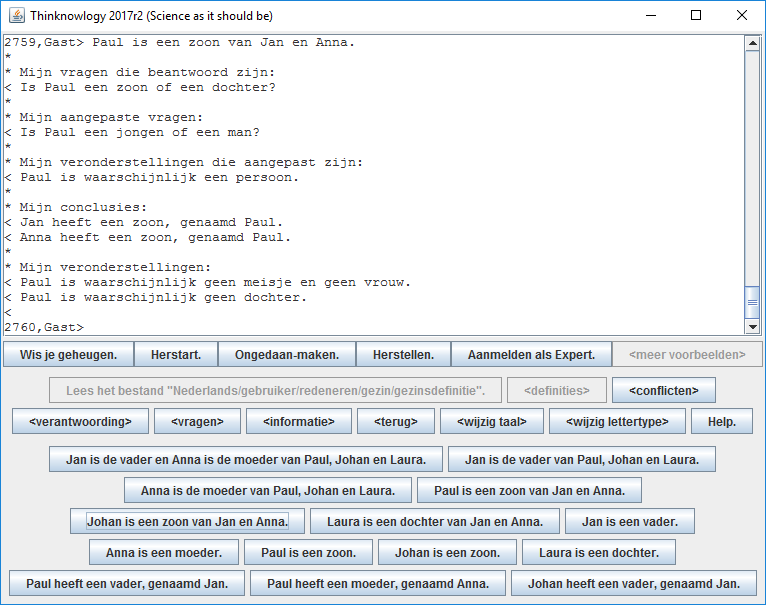 Thinknowlogy 2017r2 (Science as it should be)
2759,Gast> Paul is een zoon van Jan en Anna.
*
* Mijn vragen die beantwoord zijn:
< Is Paul een zoon of een dochter?
*
* Mijn aangepaste vragen:
< Is Paul een jongen of een man?
*
* Mijn veronderstellingen die aangepast zijn:
< Paul is waarschijnlijk een persoon.
*
* Mijn conclusies:
< Jan heeft een zoon, genaamd Paul.
< Anna heeft een zoon, genaamd Paul.
*
* Mijn veronderstellingen:
< Paul is waarschijnlijk geen meisje en geen vrouw.
< Paul is waarschijnlijk geen dochter.
<
2760,Gast>
Wis je geheugen. Herstart. Ongedaan-maken. Herstellen. Aanmelden als Expert. <meer voorbeelden>
Lees het bestand "Nederlands/gebruiker/redeneren/gezin/gezinsdefinitie". <definities> <conflicten>
<verantwoording> <vragen> <informatie> <terug> <wijzig taal> <wijzig lettertype> Help.
Jan is de vader en Anna is de moeder van Paul, Johan en Laura. Jan is de vader van Paul, Johan en Laura.
Anna is de moeder van Paul, Johan en Laura. Paul is een zoon van Jan en Anna.
Johan is een zoon van Jan en Anna. Laura is een dochter van Jan en Anna. Jan is een vader.
Anna is een moeder. Paul is een zoon. Johan is een zoon. Laura is een dochter.
Paul heeft een vader, genaamd Jan. Paul heeft een moeder, genaamd Anna. Johan heeft een vader, genaamd Jan.